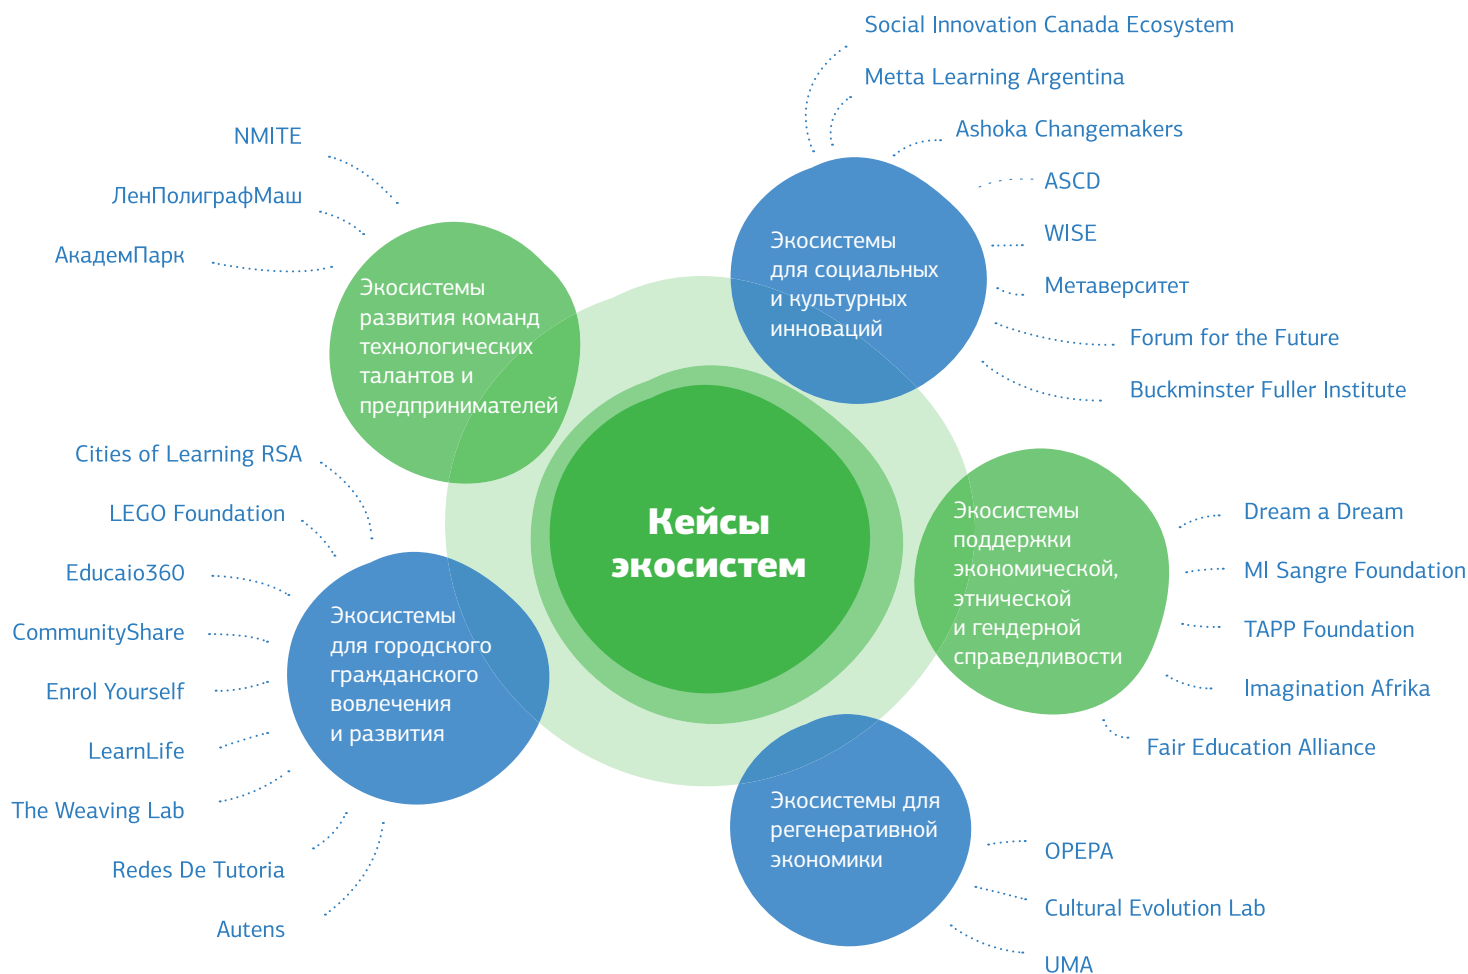 Social Innovation Canada Ecosystem
Metta Learning Argentina
Ashoka Changemakers
ASCD
WISE
Метаверситет
Forum for the Future
Buckminster Fuller Institute
Экосистемы
для социальных
и культурных
инноваций
NMITE
ЛенПолиграфМаш
АкадемПарк
Экосистемы
развития команд
технологических
талантов и
предпринимателей
Кейсы
экосистем
Cities of Learning RSA
LEGO Foundation
Educaio360
CommunityShare
Enrol Yourself
LearnLife
The Weaving Lab
Redes De Tutoria
Autens
Экосистемы
для городского
гражданского
вовлечения
и развития
Экосистемы
поддержки
экономической,
этнической
и гендерной
справедливости
Dream a Dream
Ml Sangre Foundation
TAPP Foundation
Imagination Afrika
Fair Education Alliance
Экосистемы для
регенеративной
экономики
OPEPA
Cultural Evolution Lab
UMA